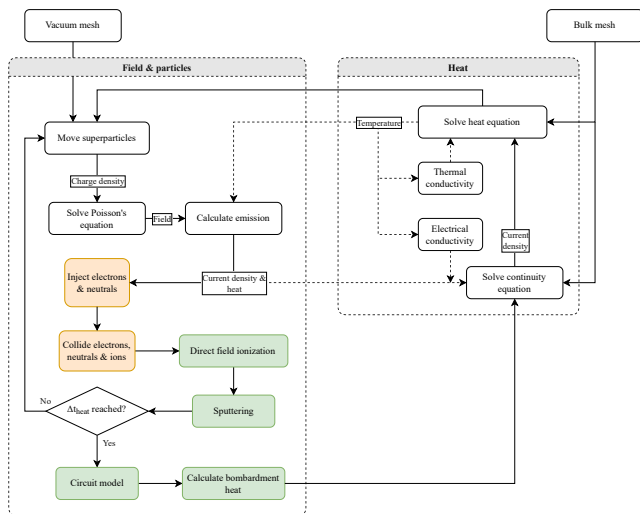 Vacuum mesh
Bulk mesh
Field & particles
Heat
Move superparticles
Temperature
Solve heat equation
Charge density
Thermal
conductivity
Solve Poisson's
equation
Field
Calculate emission
Electrical
conductivity
Current
density
Inject electrons
& neutrals
Current density &
heat
Solve continuity
equation
Collide electrons,
neutrals & ions
Direct field ionization
No
Δtheat reached?
Sputtering
Yes
Circuit model
Calculate bombardment
heat